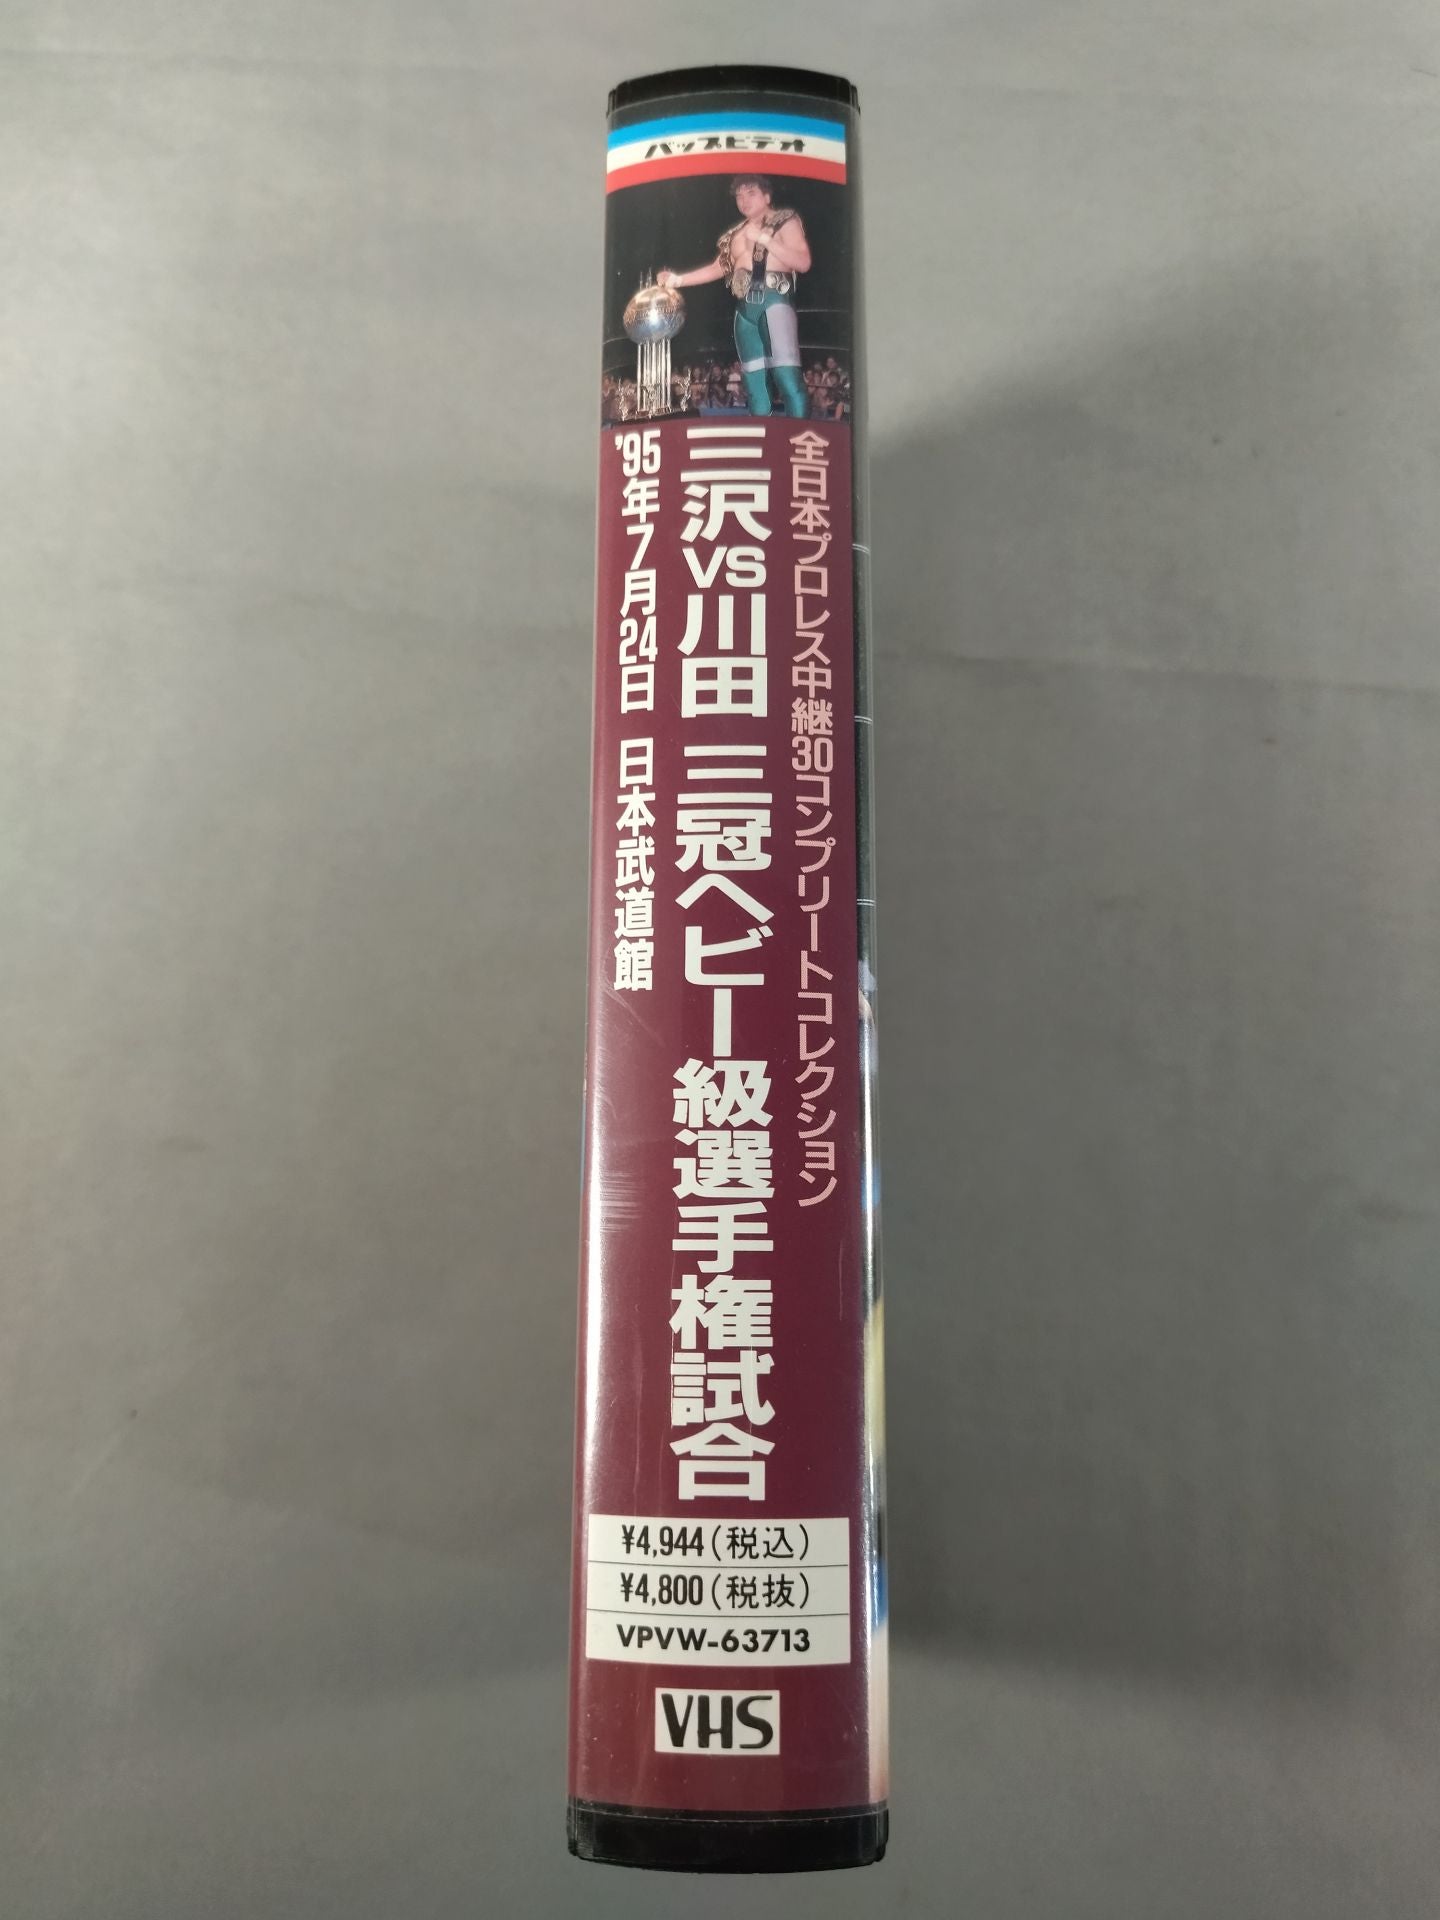 バップビデオ
全日本プロレス中継30コンプリートコレクション
三沢VS川田 三冠ヘビー級選手権試合
'95年7月24日 日本武道館
¥4,944(税込)
¥4,800(税抜)
VPVW-63713
VHS